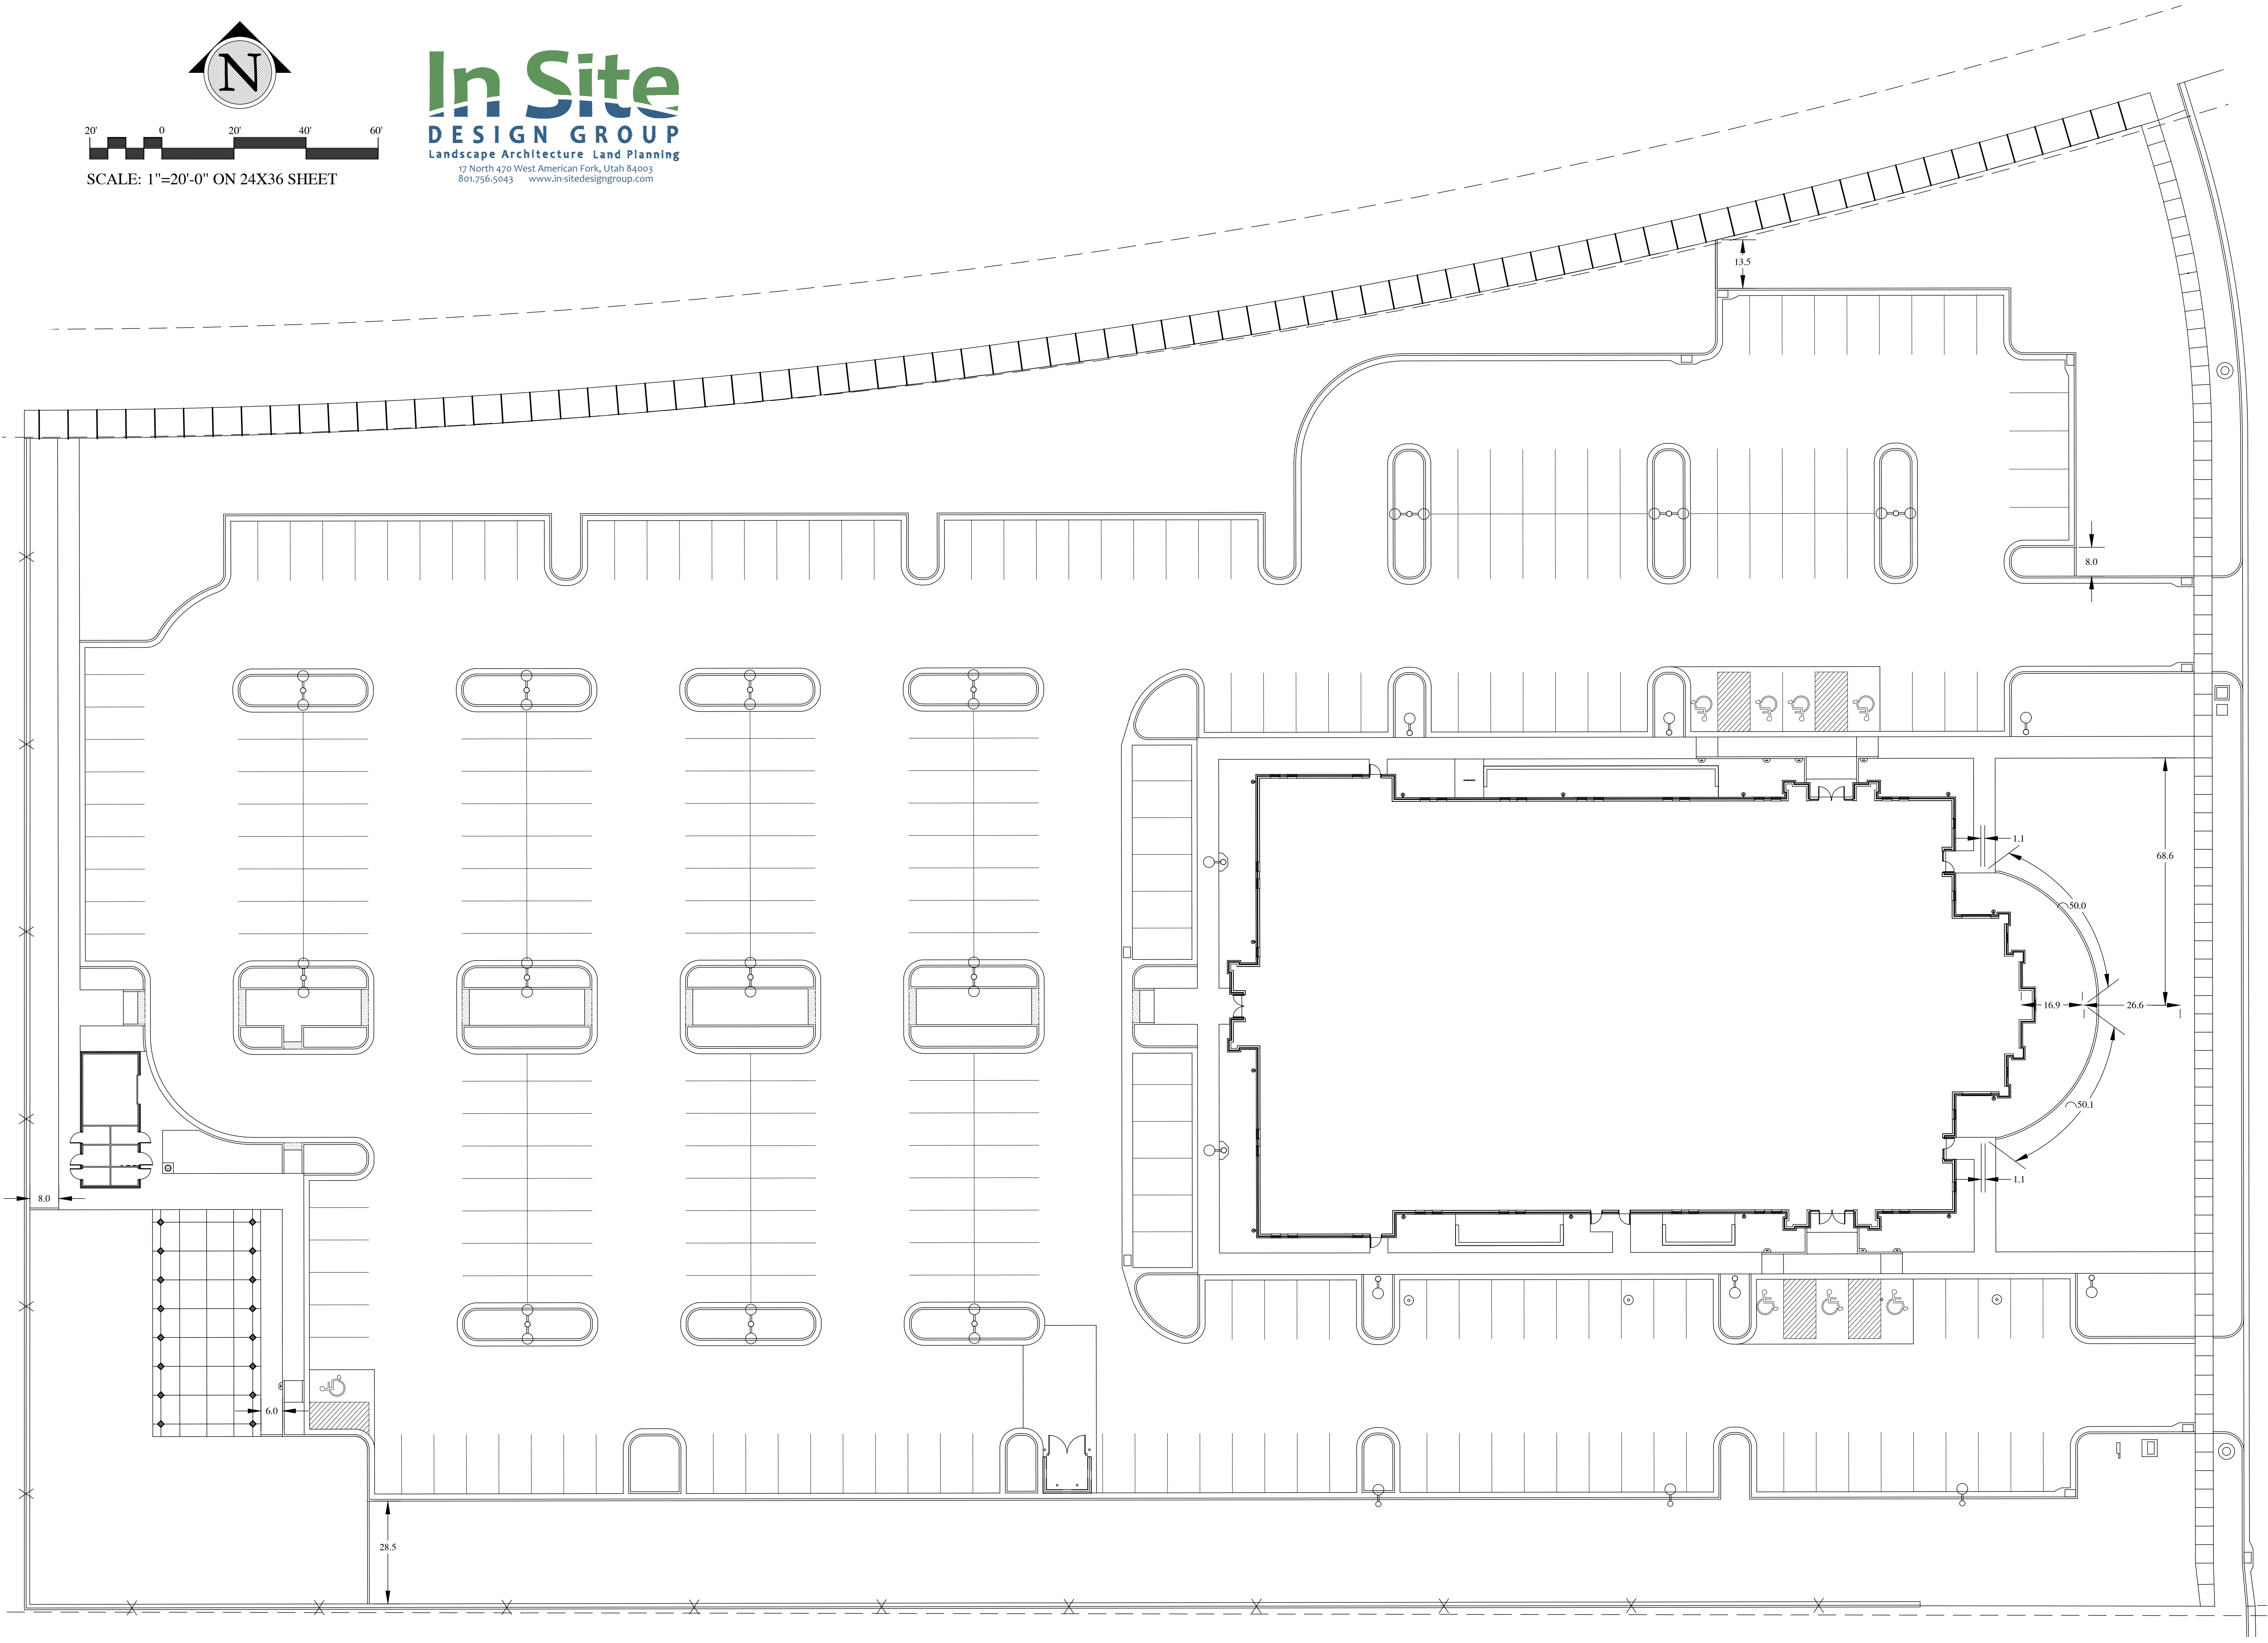 N
20' 0 20' 40' 60'
SCALE: 1"=20'-0" ON 24X36 SHEET
In Site
DESIGN GROUP
Landscape Architecture Land Planning
17 North 470 West American Fork, Utah 84003
801.756.5043 www.in-sitedesigngroup.com
13.5
8.0
1.1
68.6
50.0
16.9
26.6
50.1
1.1
8.0
6.0
28.5